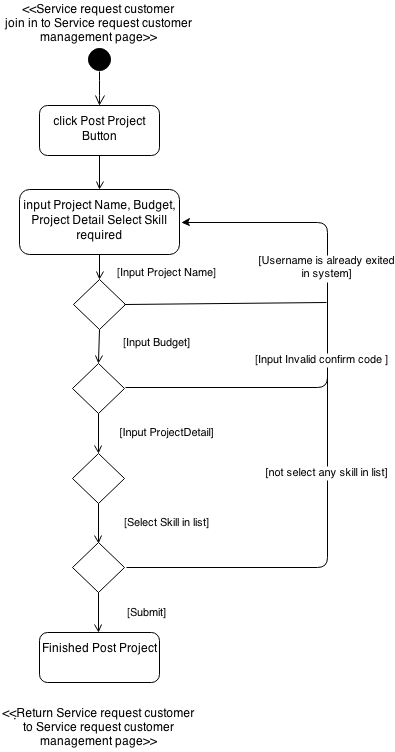 <<Service request customer
join in to Service request customer
management page>>
click Post Project
Button
input Project Name, Budget,
Project Detail Select Skill
required
[Input Project Name]
[Username is already exited
in system]
[Input Budget]
[Input Invalid confirm code ]
[Input ProjectDetail]
[not select any skill in list]
[Select Skill in list]
[Submit]
Finished Post Project
<<Return Service request customer
to Service request customer
management page>>